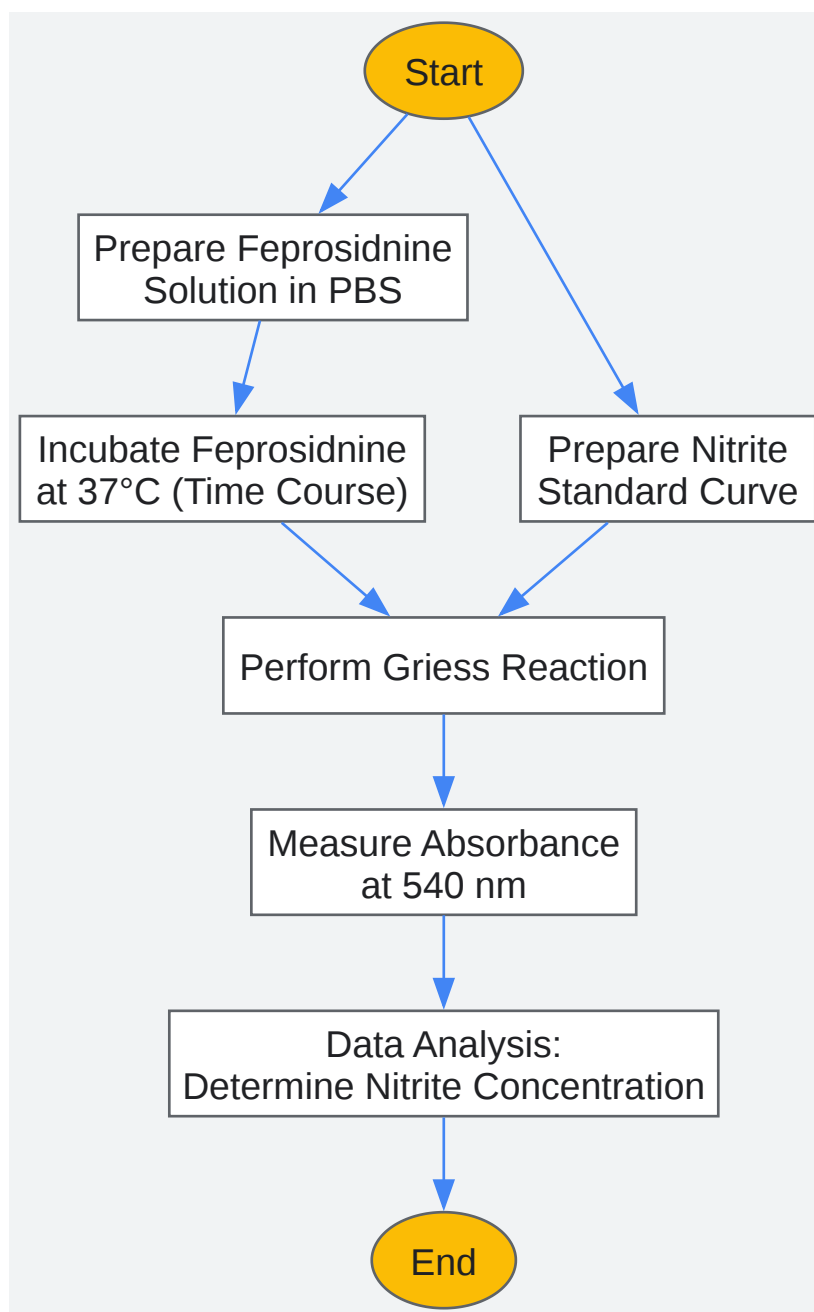 Start
Prepare Feprosidnine
Solution in PBS
Incubate Feprosidnine
at 37°C (Time Course)
Prepare Nitrite
Standard Curve
Perform Griess Reaction
Measure Absorbance
at 540 nm
Data Analysis:
Determine Nitrite Concentration
End